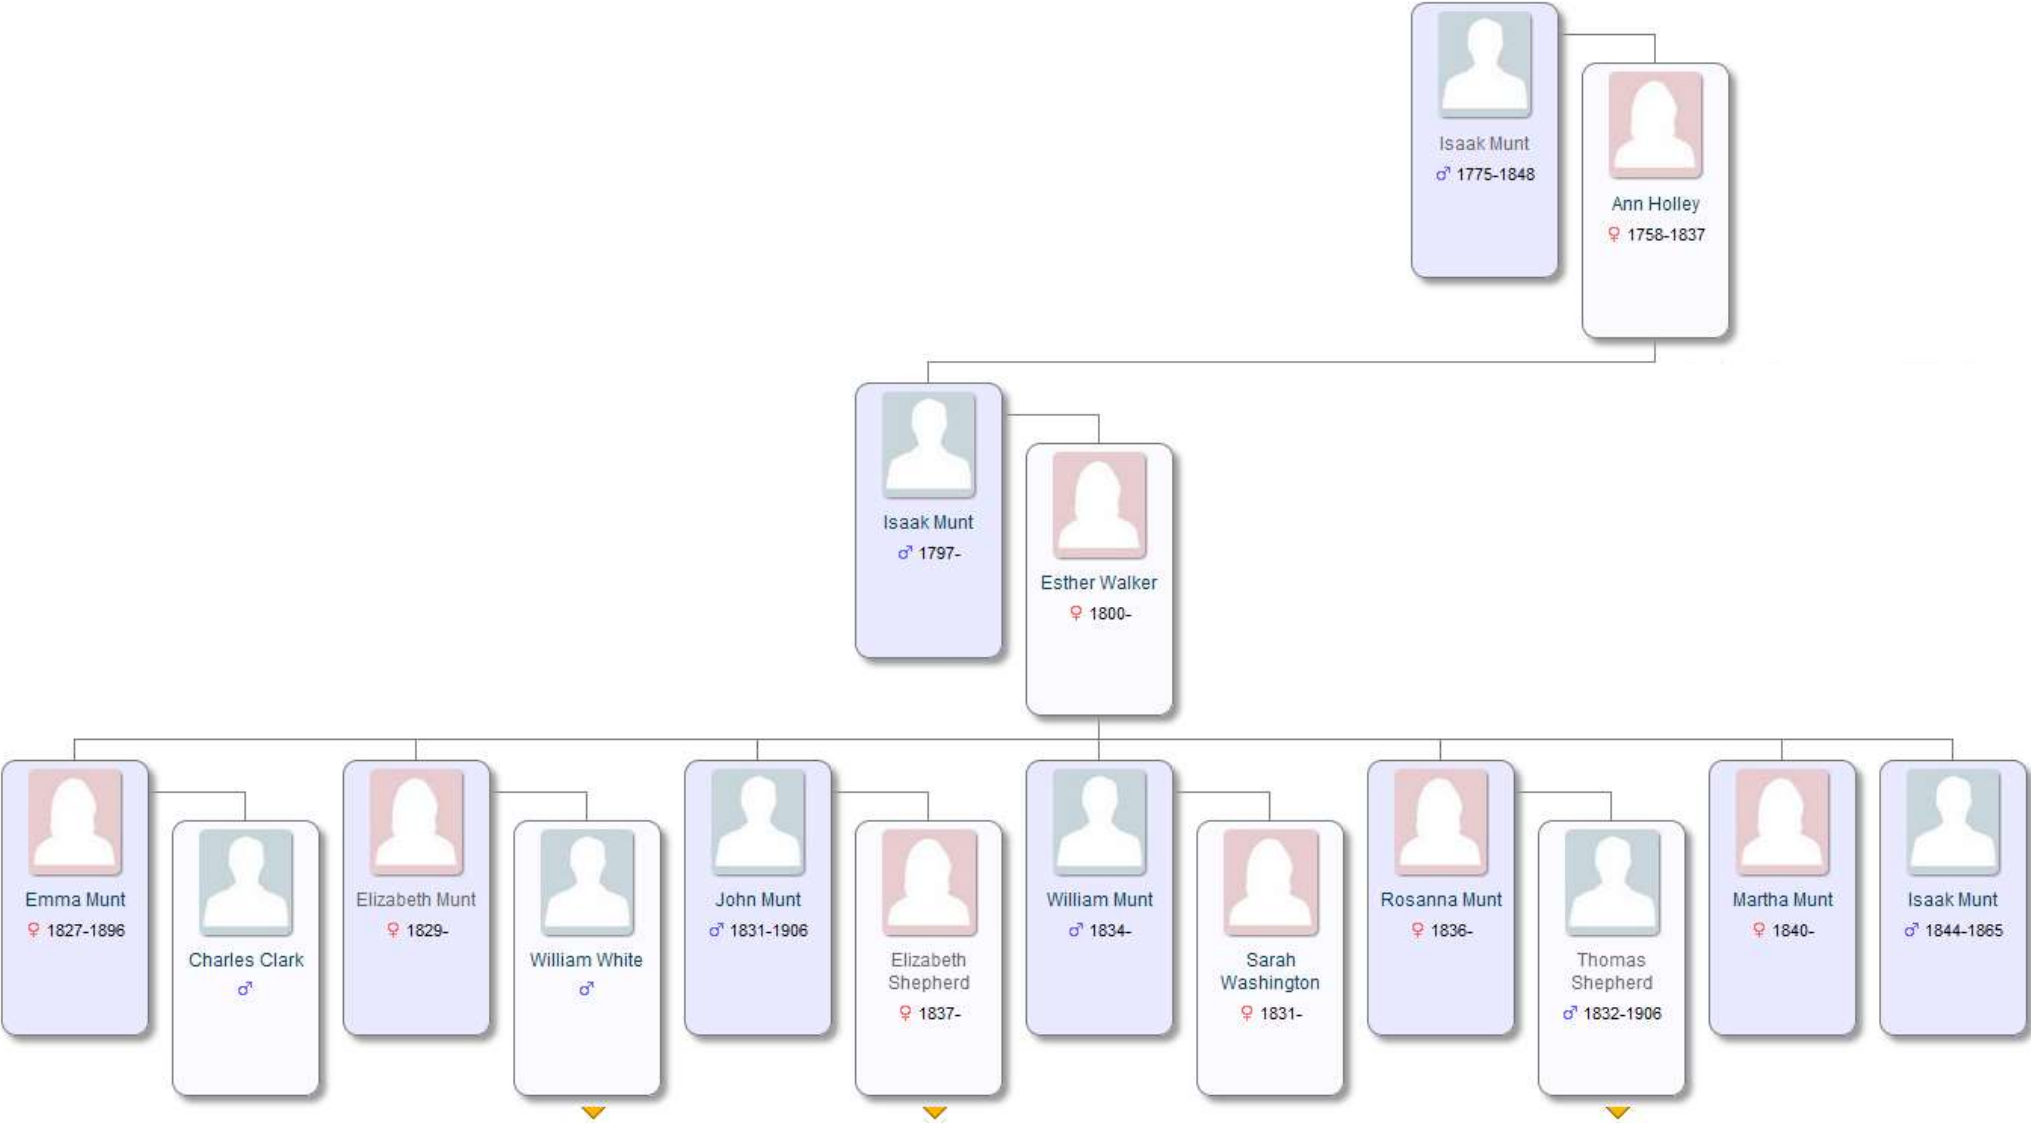 Isaak Munt
♂ 1775-1848
Ann Holley
♀ 1758-1837
Isaak Munt
♂ 1797-
Esther Walker
♀ 1800-
Emma Munt
♀ 1827-1896
Charles Clark
♂
Elizabeth Munt
♀ 1829-
William White
♂
John Munt
♂ 1831-1906
Elizabeth
Shepherd
♀ 1837-
William Munt
♂ 1834-
Sarah
Washington
♀ 1831-
Rosanna Munt
♀ 1836-
Thomas
Shepherd
♂ 1832-1906
Martha Munt
♀ 1840-
Isaak Munt
♂ 1844-1865